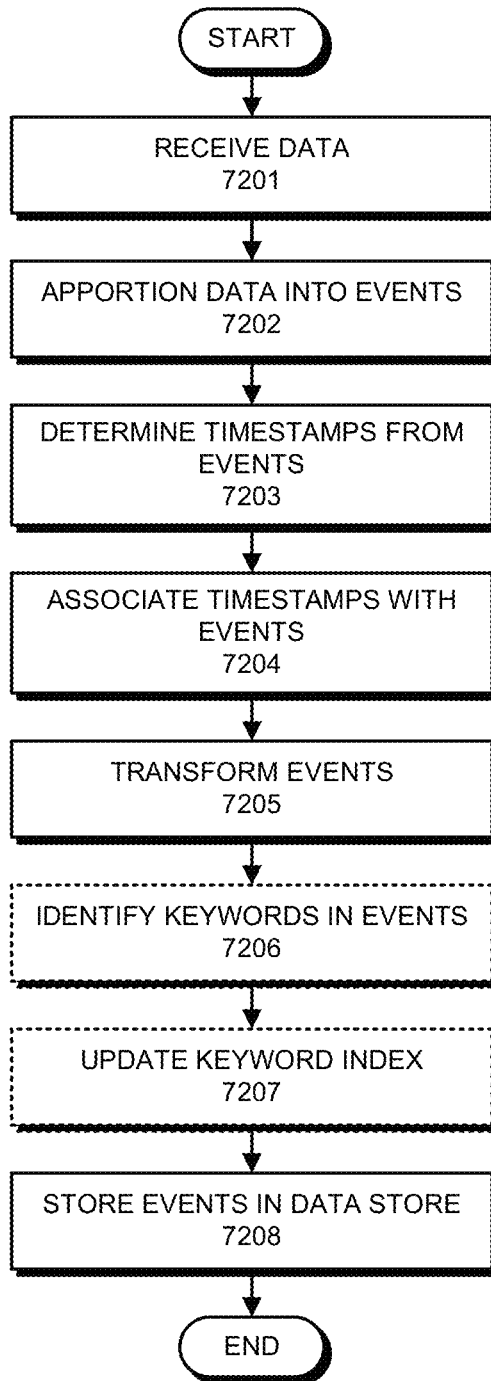 START
RECEIVE DATA
7201
APPORTION DATA INTO EVENTS
7202
DETERMINE TIMESTAMPS FROM
EVENTS
7203
ASSOCIATE TIMESTAMPS WITH
EVENTS
7204
TRANSFORM EVENTS
7205
IDENTIFY KEYWORDS IN EVENTS
7206
UPDATE KEYWORD INDEX
7207
STORE EVENTS IN DATA STORE
7208
END